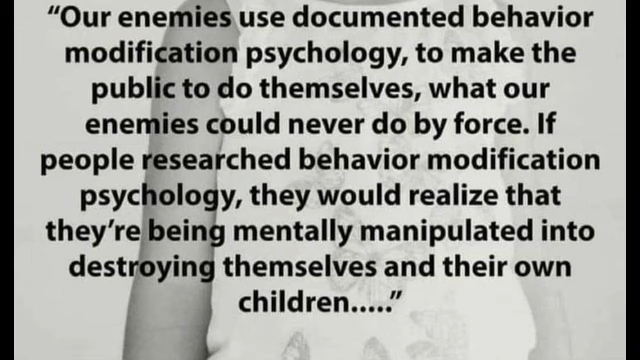 “Our enemies use documented behavior
modification psychology, to make the
public to do themselves, what our
enemies could never do by force. If
people researched behavior modification
psychology, they would realize that
they’re being mentally manipulated into
destroying themselves and their own
children.....”